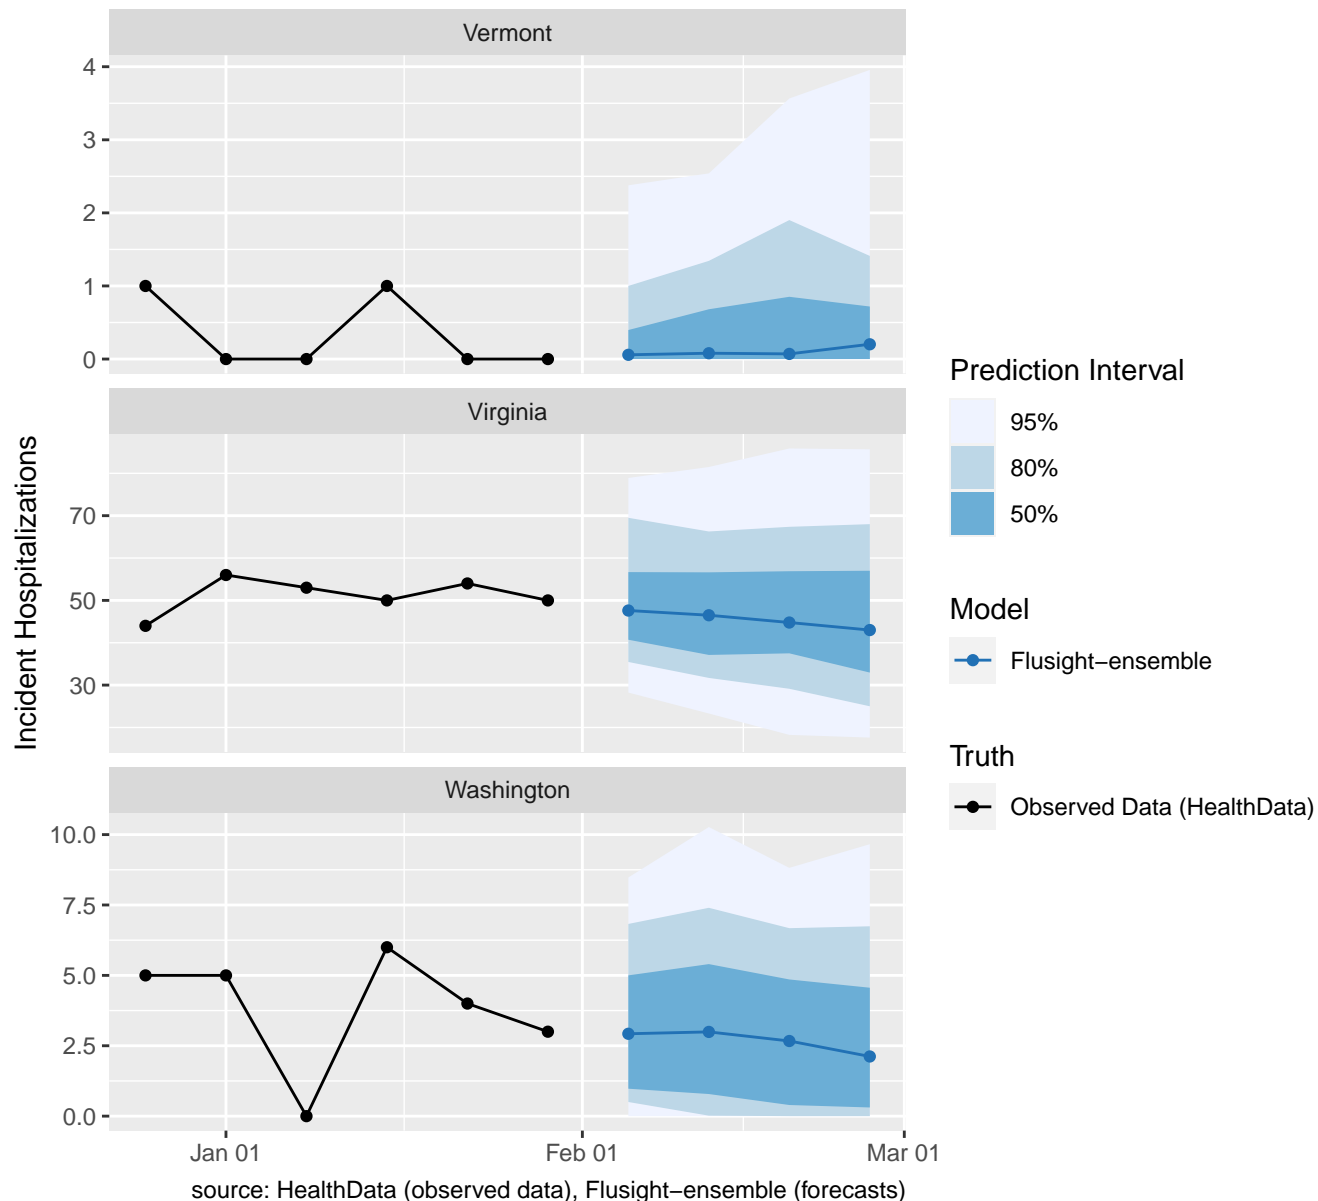 Vermont
4
3
2
1
0
Virginia
70
50
30
Washington
10.0
7.5
5.0
2.5
0.0
Jan 01
Feb 01
Mar 01
Incident Hospitalizations
source: HealthData (observed data), Flusight−ensemble (forecasts)
Prediction Interval
95%
80%
50%
Model
Flusight−ensemble
Truth
Observed Data (HealthData)